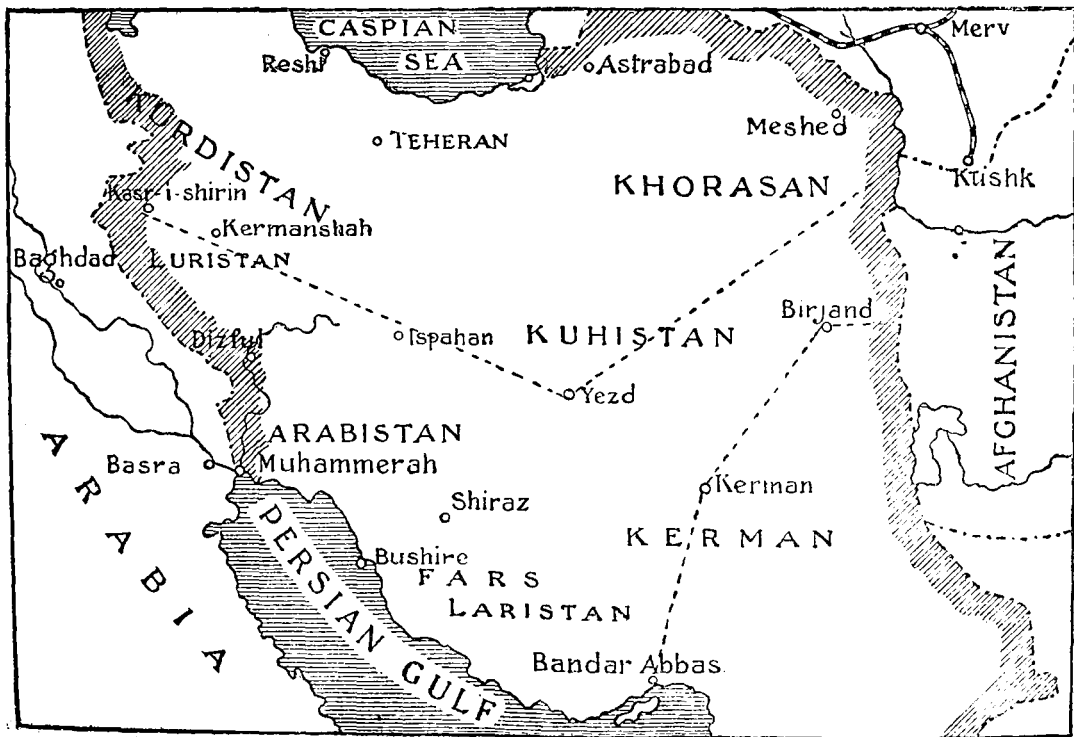 CASPIAN
SEA
Merv
Resht
Astrabad
KURDISTAN
TEHERAN
Meshed
Kushk
KHORASAN
Kasr-i-shirin
Kermanshah
Baghdad
LURISTAN
AFGHANISTAN
Birjand
Dizful
Ispahan
KUHISTAN
Yezd
ARABISTAN
ARABIA
Basra
Muhammerah
Kerman
Shiraz
PERSIAN GULF
KERMAN
Bushire
FARS
LARISTAN
Bandar Abbas.